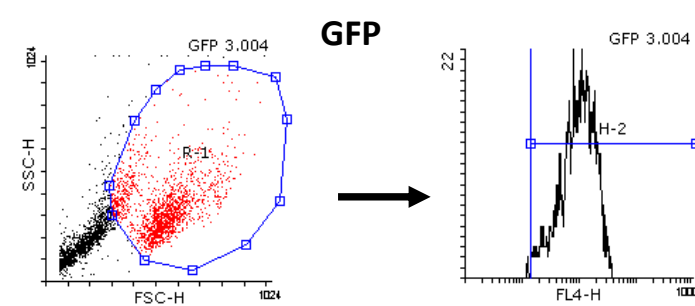 GFP
GFP 3.004
1024
SSC-H
R-1
FSC-H
1024
GFP 3.004
22
H-2
FL4-H